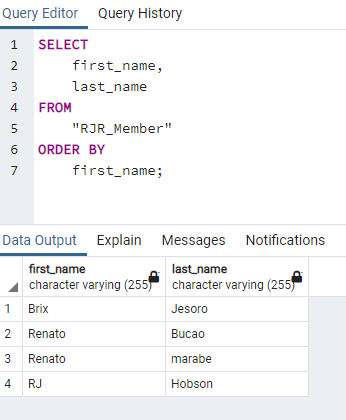 Query Editor Query History
1 SELECT
2 first_name,
3 last_name
4 FROM
5 "RJR_Member"
6 ORDER BY
7 first_name;
Data Output Explain Messages Notifications
first_name last_name
character varying (255) character varying (255)
1 Brix Jesoro
2 Renato Bucao
3 Renato marabe
4 RJ Hobson